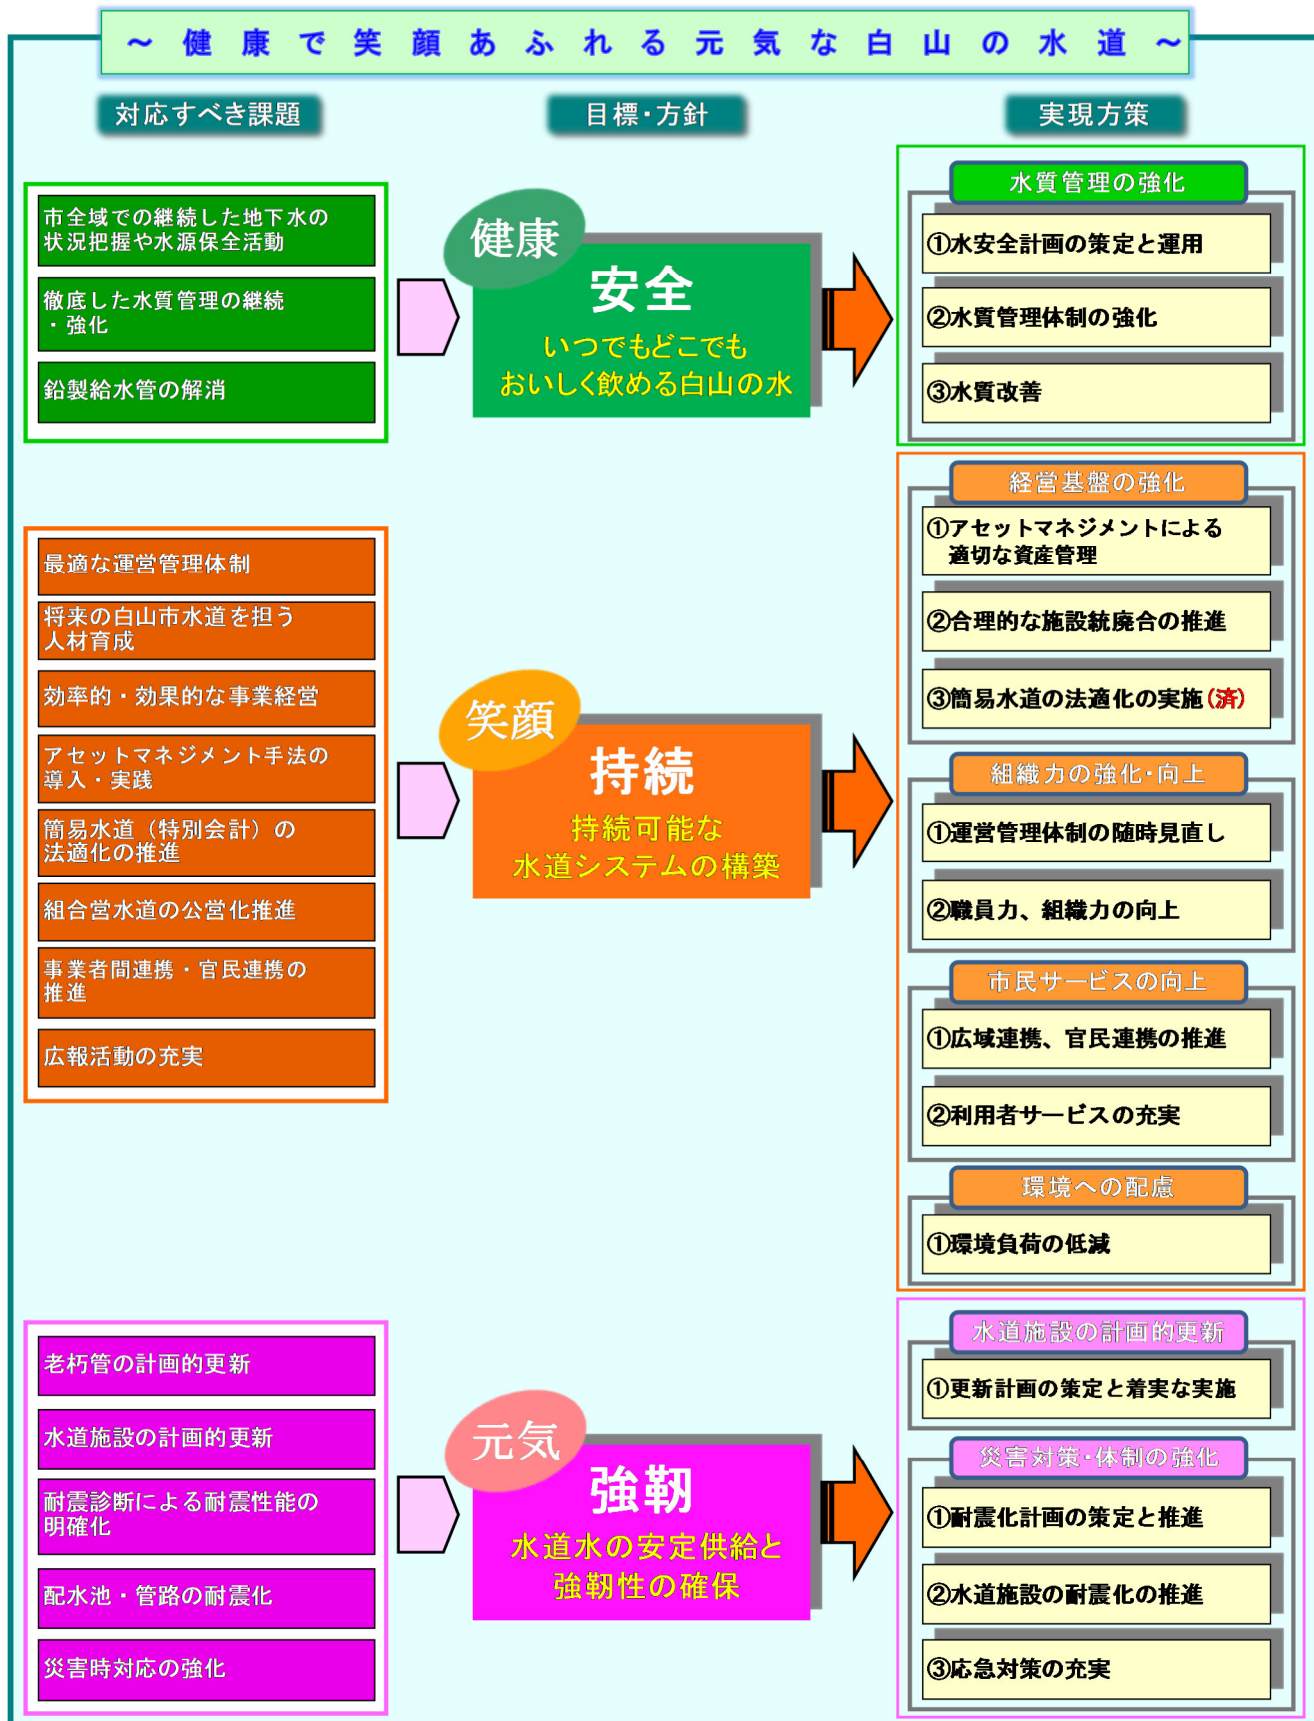 ～健康で笑顔あふれる元気な白山の水道～
対応すべき課題
目標・方針
実現方策
市全域での継続した地下水の
状況把握や水源保全活動
徹底した水質管理の継続
・強化
鉛製給水管の解消
健康
安全
いつでもどこでも
おいしく飲める白山の水
水質管理の強化
①水安全計画の策定と運用
②水質管理体制の強化
③水質改善
最適な運営管理体制
将来の白山市水道を担う
人材育成
効率的・効果的な事業経営
アセットマネジメント手法の
導入・実践
簡易水道（特別会計）の
法適化の推進
組合営水道の公営化推進
事業者間連携・官民連携の
推進
広報活動の充実
笑顔
持続
持続可能な
水道システムの構築
経営基盤の強化
①アセットマネジメントによる
適切な資産管理
②合理的な施設統廃合の推進
③簡易水道の法適化の実施(済)
組織力の強化・向上
①運営管理体制の随時見直し
②職員力、組織力の向上
市民サービスの向上
①広域連携、官民連携の推進
②利用者サービスの充実
環境への配慮
①環境負荷の低減
老朽管の計画的更新
水道施設の計画的更新
耐震診断による耐震性能の
明確化
配水池・管路の耐震化
災害時対応の強化
元気
強靭
水道水の安定供給と
強靭性の確保
水道施設の計画的更新
①更新計画の策定と着実な実施
災害対策・体制の強化
①耐震化計画の策定と推進
②水道施設の耐震化の推進
③応急対策の充実